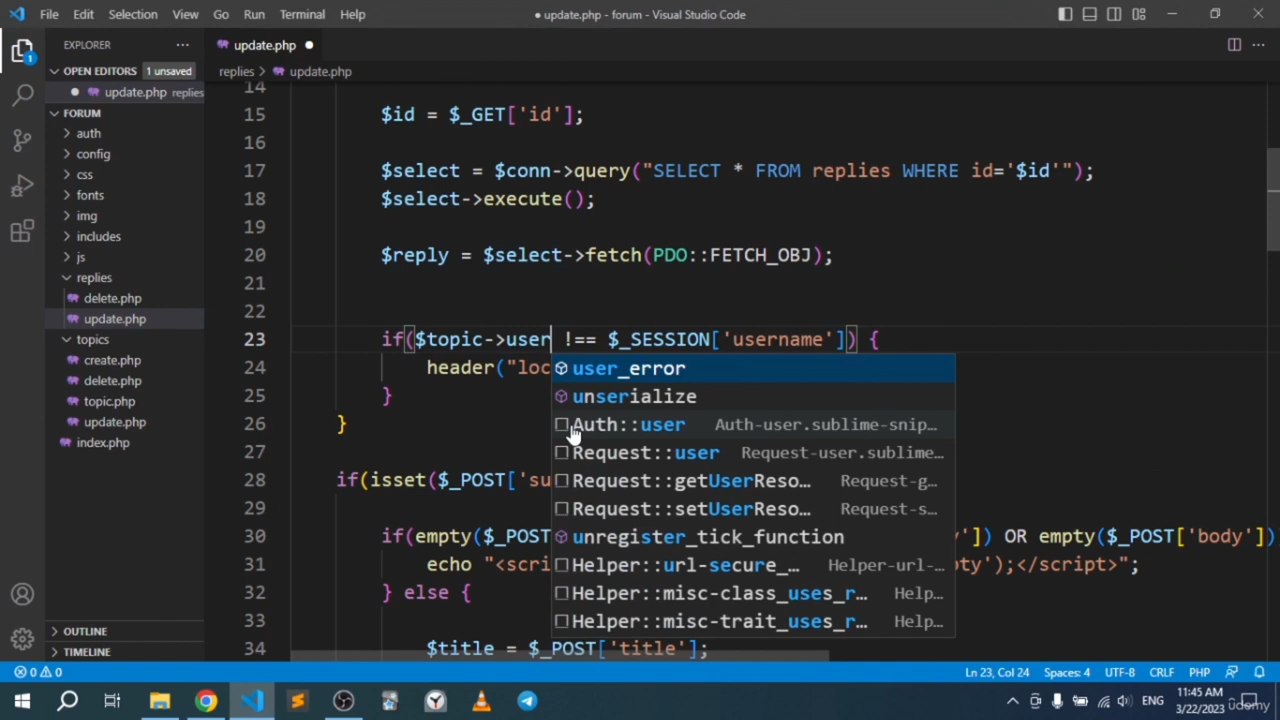 File Edit Selection View Go Run Terminal Help
● update.php - forum - Visual Studio Code
EXPLORER
update.php
OPEN EDITORS 1 unsaved
update.php replies
FORUM
auth
config
css
fonts
img
includes
js
replies
delete.php
update.php
topics
create.php
delete.php
topic.php
update.php
index.php
OUTLINE
TIMELINE
replies > update.php
14
15 $id = $_GET['id'];
16
17 $select = $conn->query("SELECT * FROM replies WHERE id='$id'");
18 $select->execute();
19
20 $reply = $select->fetch(PDO::FETCH_OBJ);
21
22
23 if($topic->user !== $_SESSION['username']) {
24 header("loc
25 }
26 }
27
28 if(isset($_POST['su
29
30 if(empty($_POST y']) OR empty($_POST['body']
31 echo "<scri pty');</script>";
32 } else {
33
34 $title = $_POST['title'];
user_error
unserialize
Auth::user Auth-user.sublime-snip…
Request::user Request-user.sublime…
Request::getUserReso… Request-g…
Request::setUserReso… Request-s…
unregister_tick_function
Helper::url-secure_… Helper-url-…
Helper::misc-class_uses_r… Help…
Helper::misc-trait_uses_r… Help…
0 0 Ln 23, Col 24 Spaces: 4 UTF-8 CRLF PHP
ENG 11:45 AM
3/22/2023
udemy